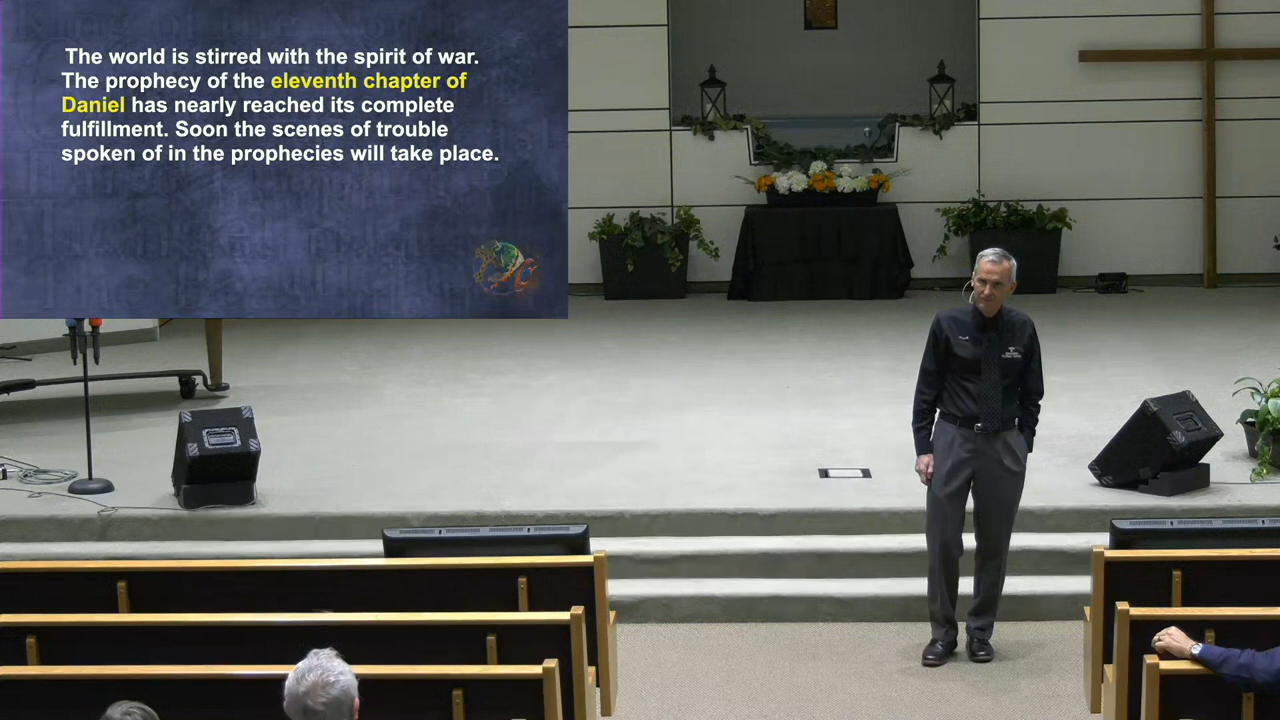 The world is stirred with the spirit of war.
The prophecy of the eleventh chapter of
Daniel has nearly reached its complete
fulfillment. Soon the scenes of trouble
spoken of in the prophecies will take place.